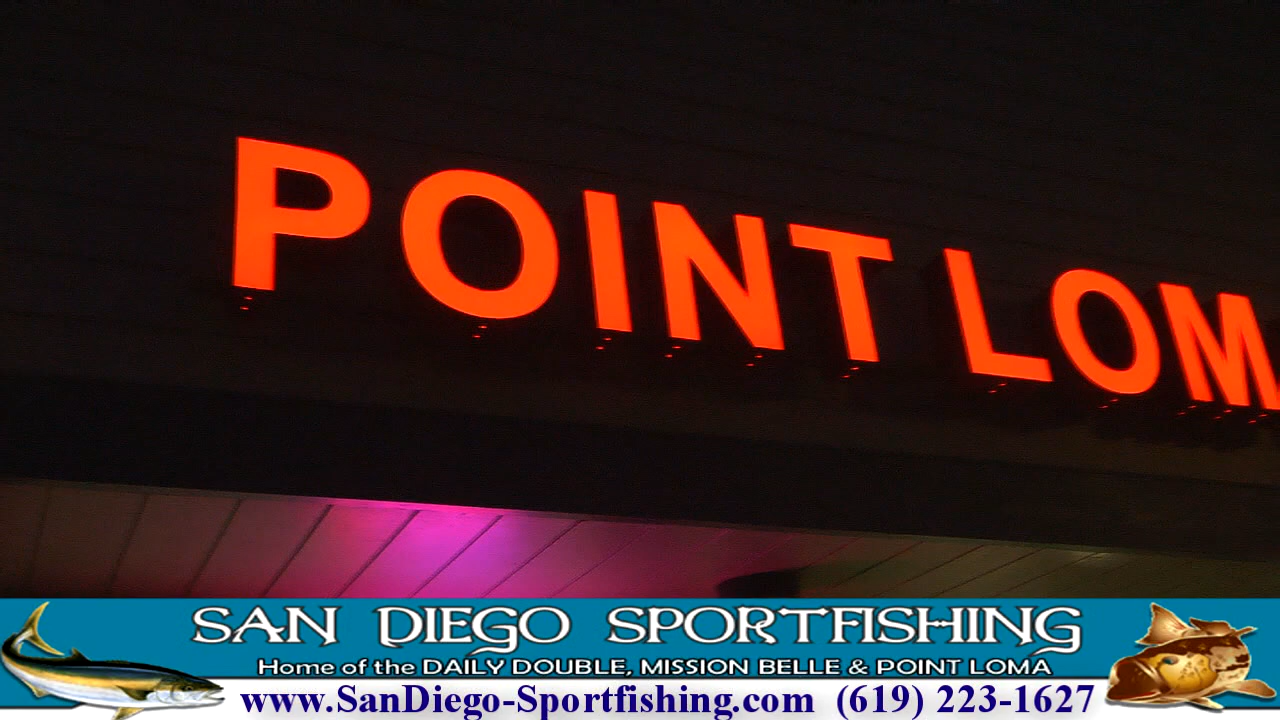 POINT LOM
SAN DIEGO SPORTFISHING
Home of the DAILY DOUBLE, MISSION BELLE & POINT LOMA
www.SanDiego-Sportfishing.com (619) 223-1627